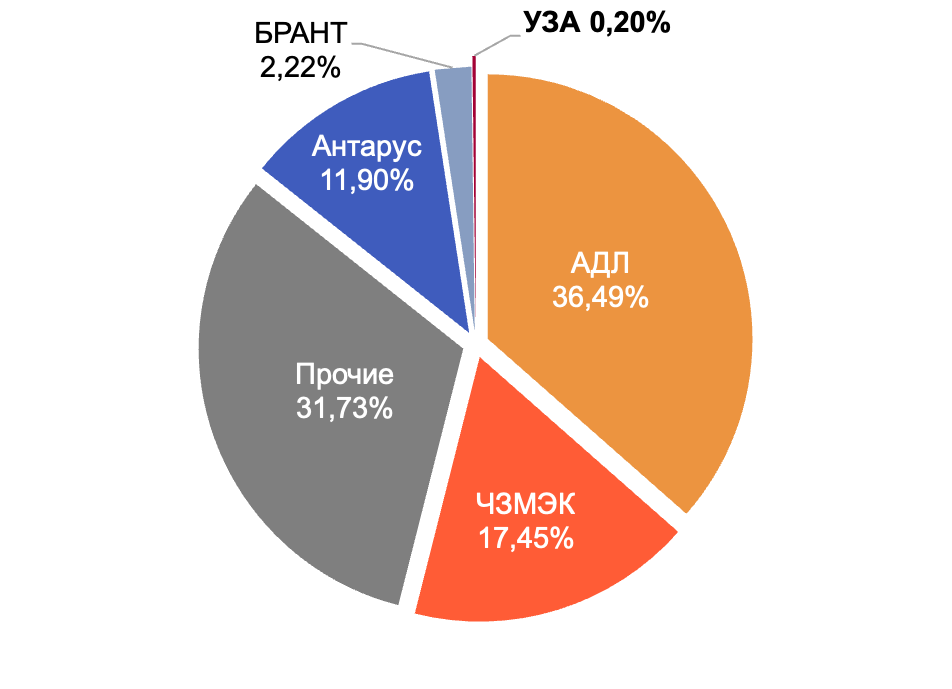 УЗА 0,20%
БРАНТ
2,22%
Антарус
11,90%
АДЛ
36,49%
Прочие
31,73%
ЧЗМЭК
17,45%